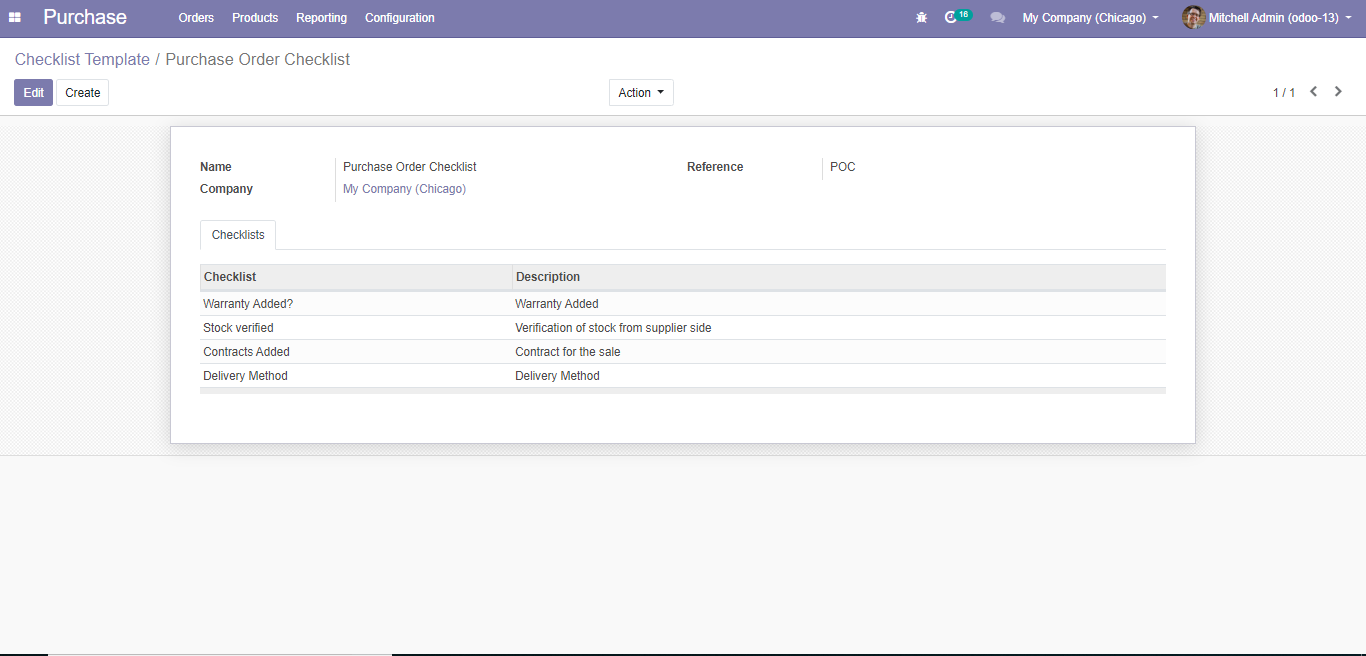 Purchase Orders Products Reporting Configuration 16 My Company (Chicago) Mitchell Admin (odoo-13)
Checklist Template / Purchase Order Checklist
Edit Create Action 1 / 1
Name Purchase Order Checklist Reference POC
Company My Company (Chicago)
Checklists
Checklist Description
Warranty Added? Warranty Added
Stock verified Verification of stock from supplier side
Contracts Added Contract for the sale
Delivery Method Delivery Method